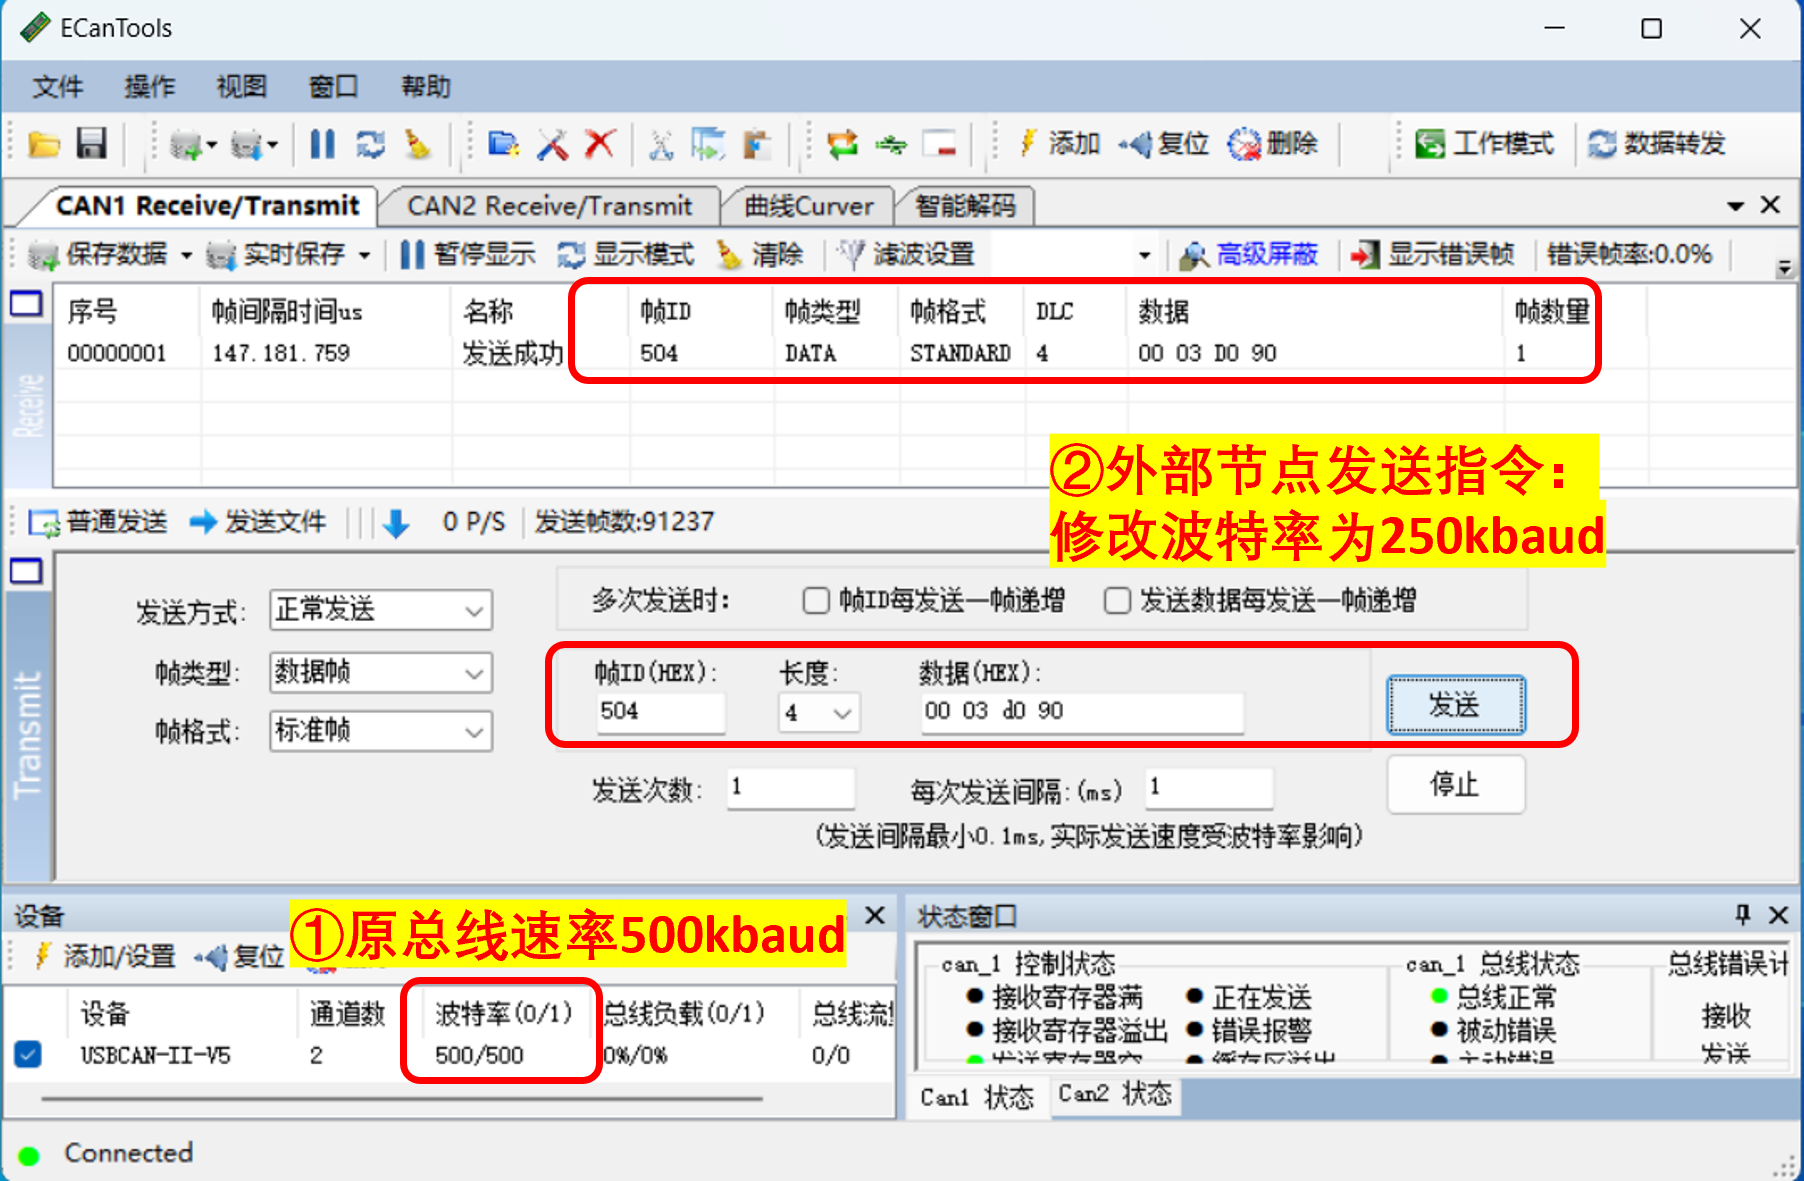 ECanTools
文件 操作 视图 窗口 帮助
添加 复位 删除 工作模式 数据转发
CAN1 Receive/Transmit CAN2 Receive/Transmit 曲线Curver 智能解码
保存数据 实时保存 暂停显示 显示模式 清除 滤波设置 高级屏蔽 显示错误帧 错误帧率:0.0%
序号 帧间隔时间us 名称 帧ID 帧类型 帧格式 DLC 数据 帧数量
00000001 147.181.759 发送成功 504 DATA STANDARD 4 00 03 D0 90 1
Receive
②外部节点发送指令:
修改波特率为250kbaud
普通发送 发送文件 0 P/S 发送帧数:91237
发送方式: 正常发送 多次发送时: 帧ID每发送一帧递增 发送数据每发送一帧递增
帧类型: 数据帧 帧ID(HEX): 长度: 数据(HEX):
504 4 00 03 d0 90 发送
帧格式: 标准帧
Transmit
发送次数: 1 每次发送间隔:(ms) 1 停止
(发送间隔最小0.1ms,实际发送速度受波特率影响)
设备
①原总线速率500kbaud
添加/设置 复位
设备 通道数 波特率(0/1) 总线负载(0/1) 总线流
USBCAN-II-V5 2 500/500 0%/0% 0/0
状态窗口
can_1 控制状态 can_1 总线状态 总线错误计
接收寄存器满 正在发送 总线正常 接收
接收寄存器溢出 错误报警 被动错误
发送寄存器空 缓存区溢出 主动错误 发送
Can1 状态 Can2 状态
Connected